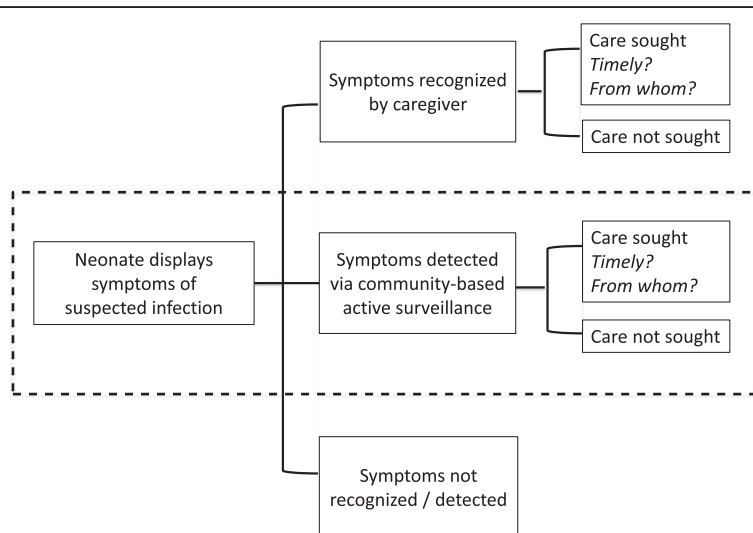 Symptoms recognized
by caregiver
Care sought
Timely?
From whom?
Care not sought
Neonate displays
symptoms of
suspected infection
Symptoms detected
via community-based
active surveillance
Care sought
Timely?
From whom?
Care not sought
Symptoms not
recognized / detected